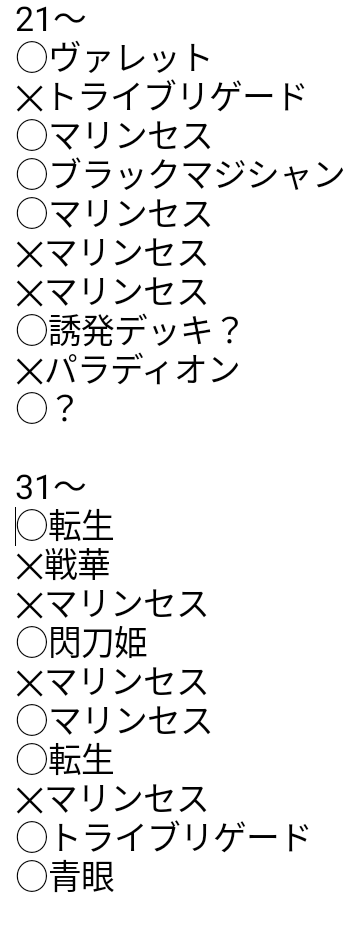 21～
○ヴァレット
×トライブリゲード
○マリンセス
○ブラックマジシャン
○マリンセス
×マリンセス
×マリンセス
○誘発デッキ？
×パラディオン
○？
31～
○転生
×戦華
×マリンセス
○閃刀姫
×マリンセス
○マリンセス
○転生
×マリンセス
○トライブリゲード
○青眼